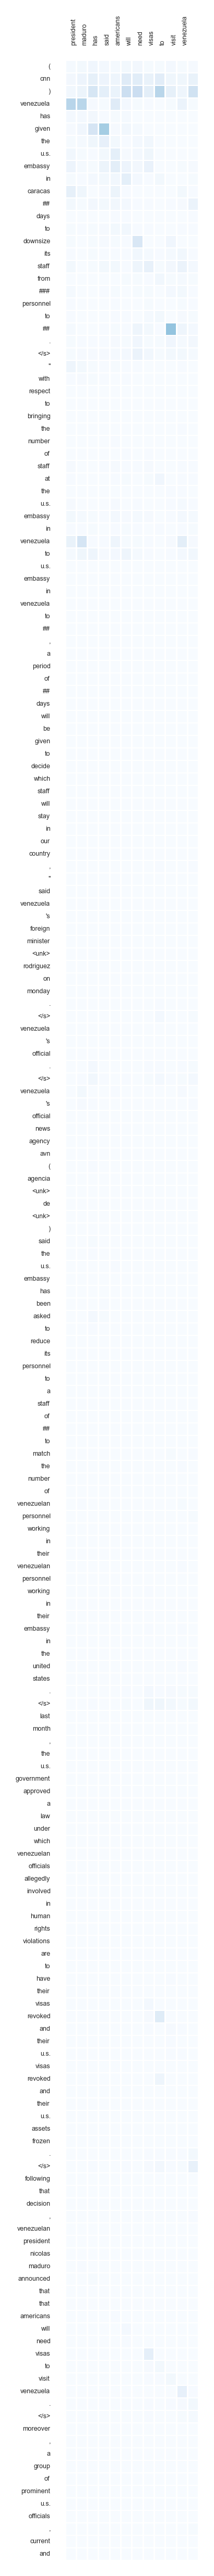 president maduro has said americans will need visas to visit venezuela
(
cnn
)
venezuela
has
given
the
u.s.
embassy
in
caracas
##
days
to
downsize
its
staff
from
###
personnel
to
##
.
</s>
"
with
respect
to
bringing
the
number
of
staff
at
the
u.s.
embassy
in
venezuela
to
u.s.
embassy
in
venezuela
to
##
,
a
period
of
##
days
will
be
given
to
decide
which
staff
will
stay
in
our
country
,
"
said
venezuela
's
foreign
minister
<unk>
rodriguez
on
monday
.
</s>
venezuela
's
official
.
</s>
venezuela
's
official
news
agency
avn
(
agencia
<unk>
de
<unk>
)
said
the
u.s.
embassy
has
been
asked
to
reduce
its
personnel
to
a
staff
of
##
to
match
the
number
of
venezuelan
personnel
working
in
their
venezuelan
personnel
working
in
their
embassy
in
the
united
states
.
</s>
last
month
,
the
u.s.
government
approved
a
law
under
which
venezuelan
officials
allegedly
involved
in
human
rights
violations
are
to
have
their
visas
revoked
and
their
u.s.
visas
revoked
and
their
u.s.
assets
frozen
.
</s>
following
that
decision
,
venezuelan
president
nicolas
maduro
announced
that
that
americans
will
need
visas
to
visit
venezuela
.
</s>
moreover
,
a
group
of
prominent
u.s.
officials
,
current
and